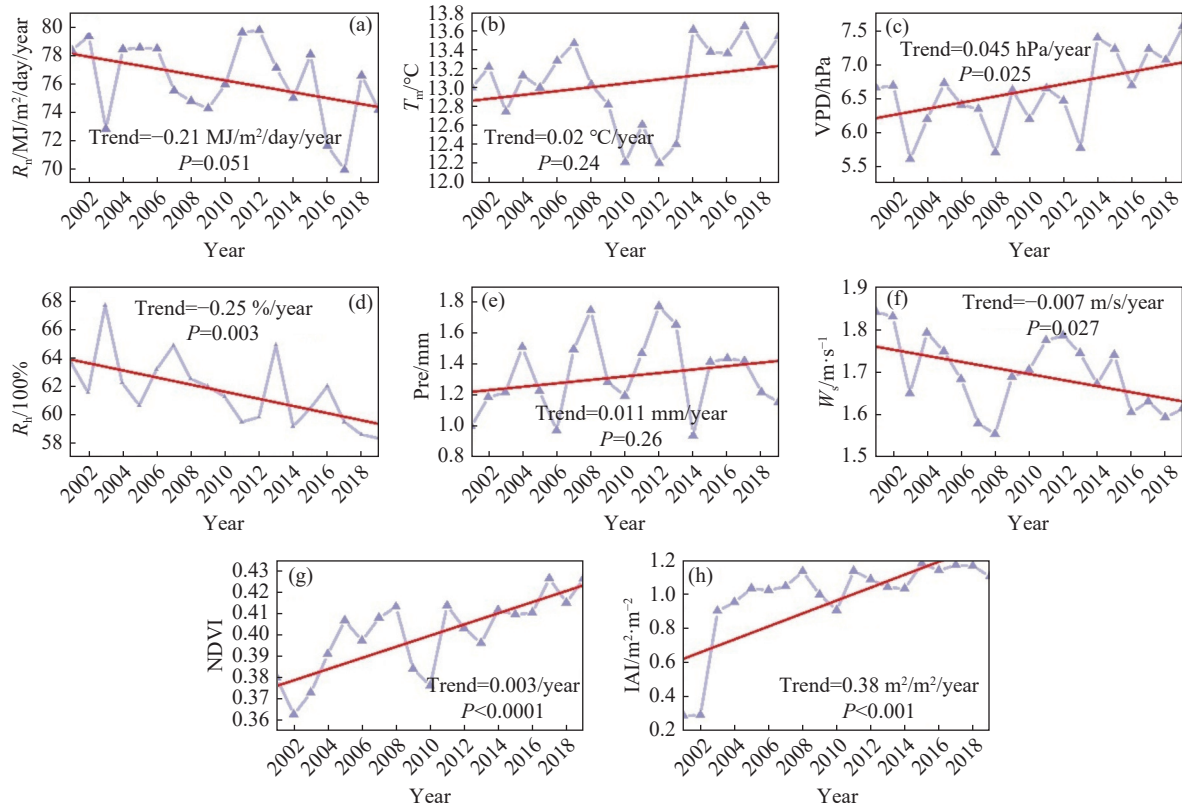 (a)
Rn/MJ/m²/day/year
80
78
76
74
72
70
Trend=−0.21 MJ/m²/day/year
P=0.051
2002 2004 2006 2008 2010 2012 2014 2016 2018
Year
(b)
Tm/°C
13.8
13.6
13.4
13.2
13.0
12.8
12.6
12.4
12.2
12.0
Trend=0.02 °C/year
P=0.24
2002 2004 2006 2008 2010 2012 2014 2016 2018
Year
(c)
VPD/hPa
7.5
7.0
6.5
6.0
5.5
Trend=0.045 hPa/year
P=0.025
2002 2004 2006 2008 2010 2012 2014 2016 2018
Year
(d)
Rh/100%
68
66
64
62
60
58
Trend=−0.25 %/year
P=0.003
2002 2004 2006 2008 2010 2012 2014 2016 2018
Year
(e)
Pre/mm
1.8
1.6
1.4
1.2
1.0
0.8
Trend=0.011 mm/year
P=0.26
2002 2004 2006 2008 2010 2012 2014 2016 2018
Year
(f)
Ws/m·s⁻¹
1.9
1.8
1.7
1.6
1.5
Trend=−0.007 m/s/year
P=0.027
2002 2004 2006 2008 2010 2012 2014 2016 2018
Year
(g)
NDVI
0.43
0.42
0.41
0.40
0.39
0.38
0.37
0.36
Trend=0.003/year
P<0.0001
2002 2004 2006 2008 2010 2012 2014 2016 2018
Year
(h)
IAI/m²·m⁻²
1.2
1.0
0.8
0.6
0.4
0.2
Trend=0.38 m²/m²/year
P<0.001
2002 2004 2006 2008 2010 2012 2014 2016 2018
Year